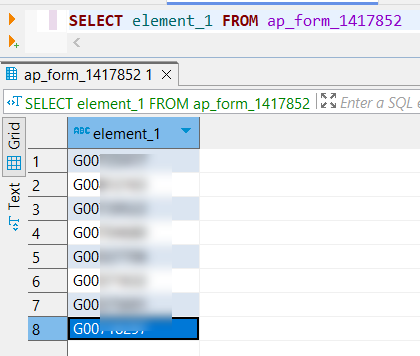 SELECT element_1 FROM ap_form_1417852
ap_form_1417852 1
SELECT element_1 FROM ap_form_1417852 Enter a SQL e
Grid
Text
ABC element_1
1 G00
2 G00
3 G00
4 G00
5 G00
6 G00
7 G00
8